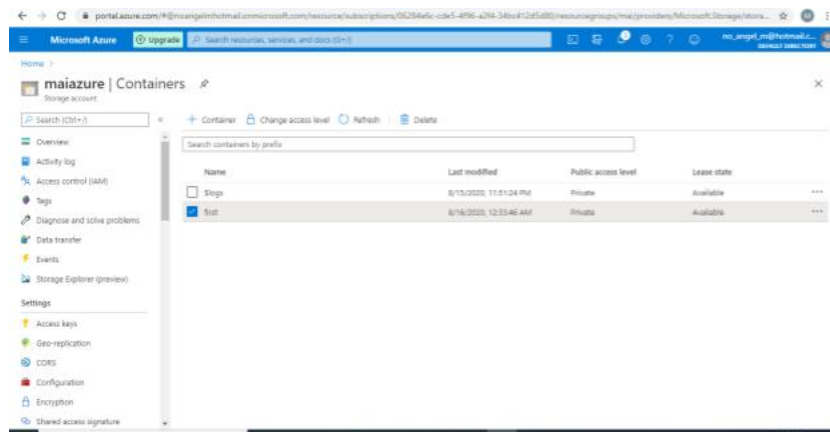 Microsoft Azure
Upgrade
Search resources, services, and docs (G+/)
no_angel_m@hotmail.c...
DEFAULT DIRECTORY
Home >
maiazure | Containers
Storage account
Search (Ctrl+/)
«
+ Container
Change access level
Refresh
Delete
Search containers by prefix
Overview
Activity log
Access control (IAM)
Tags
Diagnose and solve problems
Data transfer
Events
Storage Explorer (preview)
Settings
Access keys
Geo-replication
CORS
Configuration
Encryption
Shared access signature
Name Last modified Public access level Lease state
$logs 8/15/2020, 11:51:24 PM Private Available ...
first 8/16/2020, 12:33:46 AM Private Available ...